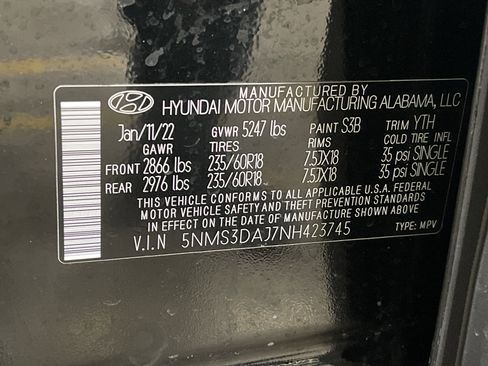 MANUFACTURED BY
HYUNDAI MOTOR MANUFACTURING ALABAMA, LLC
Jan/11/22 GVWR 5247 lbs PAINT S3B TRIM YTH
GAWR TIRES RIMS COLD TIRE INFL
FRONT 2866 lbs 235/60R18 7.5JX18 35 psi SINGLE
REAR 2976 lbs 235/60R18 7.5JX18 35 psi SINGLE
THIS VEHICLE CONFORMS TO ALL APPLICABLE U.S.A. FEDERAL
MOTOR VEHICLE SAFETY, BUMPER, AND THEFT PREVENTION
STANDARDS IN EFFECT ON THE DATE OF MANUFACTURE SHOWN ABOVE.
V.I.N 5NMS3DAJ7NH423745 TYPE: MPV